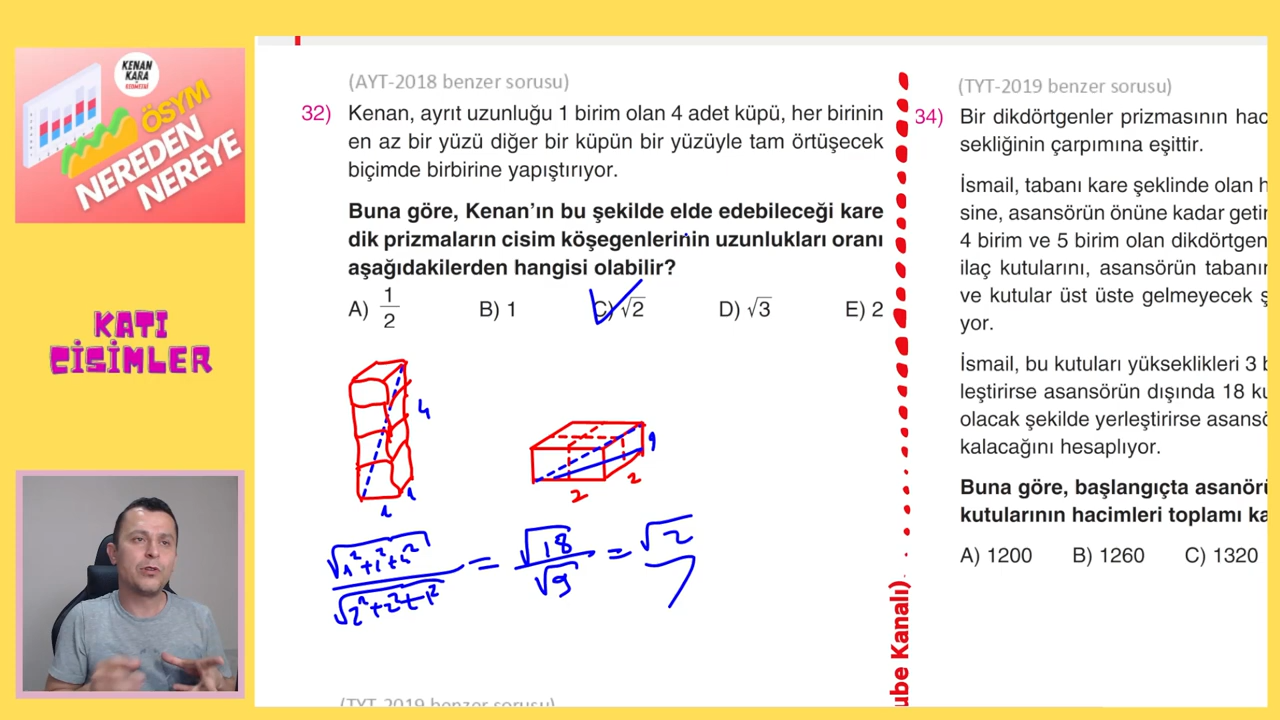 KENAN
KARA
GEOMETRİ
ÖSYM
NEREDEN
NEREYE
KATI
CİSİMLER
(AYT-2018 benzer sorusu)
32) Kenan, ayrıt uzunluğu 1 birim olan 4 adet küpü, her birinin
en az bir yüzü diğer bir küpün bir yüzüyle tam örtüşecek
biçimde birbirine yapıştırıyor.
Buna göre, Kenan'ın bu şekilde elde edebileceği kare
dik prizmaların cisim köşegenlerinin uzunlukları oranı
aşağıdakilerden hangisi olabilir?
A) 1/2 B) 1 C) √2 D) √3 E) 2
4
1
1
1
2
2
√1²+1²+4² / √2²+2²+1² = √18 / √9 = √2
ube Kanalı)
(TYT-2019 benzer sorusu)
34) Bir dikdörtgenler prizmasının hac
sekliğinin çarpımına eşittir.
İsmail, tabanı kare şeklinde olan h
sine, asansörün önüne kadar getir
4 birim ve 5 birim olan dikdörtgen
ilaç kutularını, asansörün tabanın
ve kutular üst üste gelmeyecek ş
yor.
İsmail, bu kutuları yükseklikleri 3 b
leştirirse asansörün dışında 18 ku
olacak şekilde yerleştirirse asansö
kalacağını hesaplıyor.
Buna göre, başlangıçta asanörü
kutularının hacimleri toplamı ka
A) 1200 B) 1260 C) 1320
(TYT-2019 benzer sorusu)